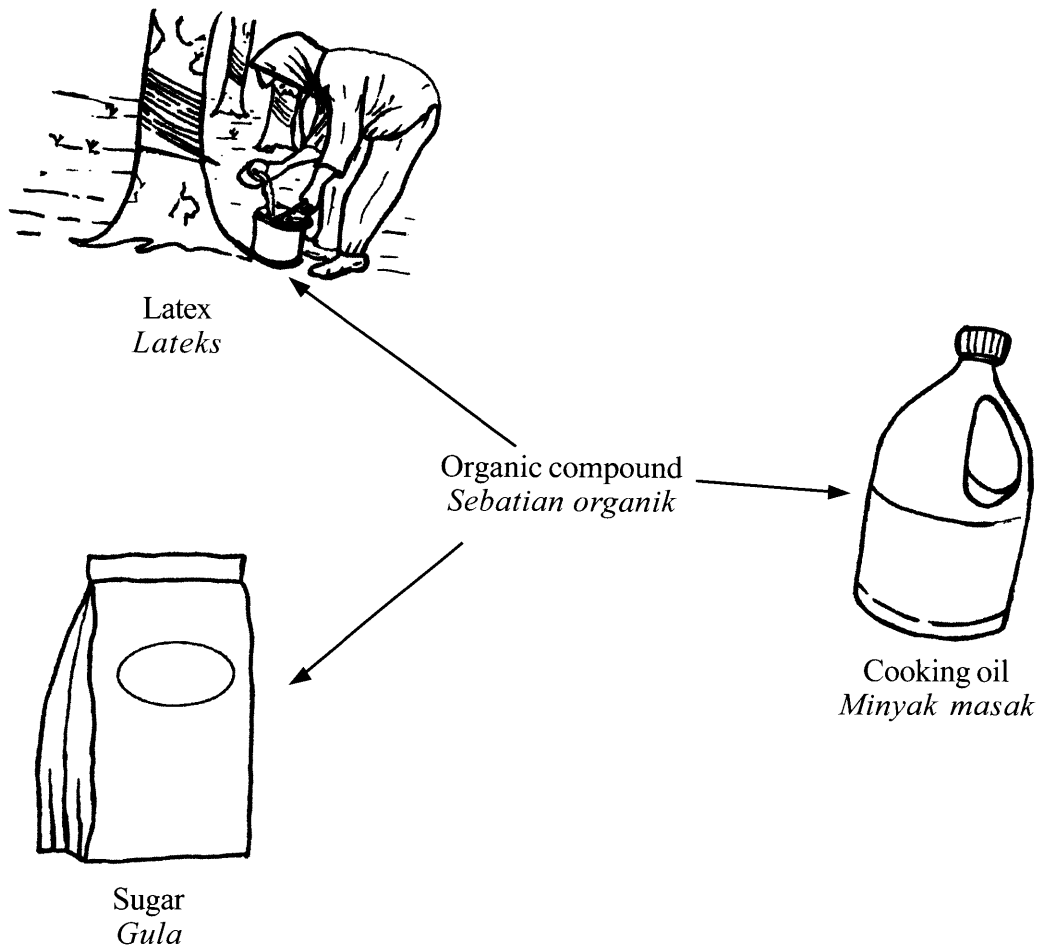 Latex
Lateks
Organic compound
Sebatian organik
Cooking oil
Minyak masak
Sugar
Gula